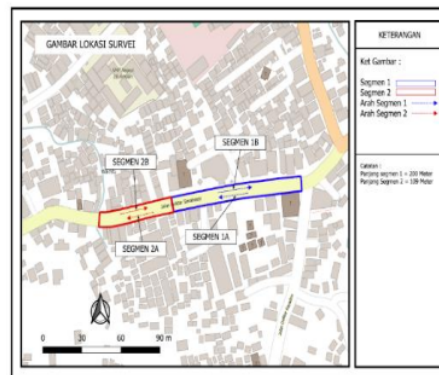 GAMBAR LOKASI SURVEI
SEGMEN 1B
SEGMEN 2B
SEGMEN 2A
SEGMEN 1A
0 30 60 90 m
KETERANGAN
Ket Gambar :
Segmen 1
Segmen 2
Arah Segmen 1
Arah Segmen 2
Catatan :
Panjang segmen 1 = 200 Meter
Panjang Segmen 2 = 109 Meter